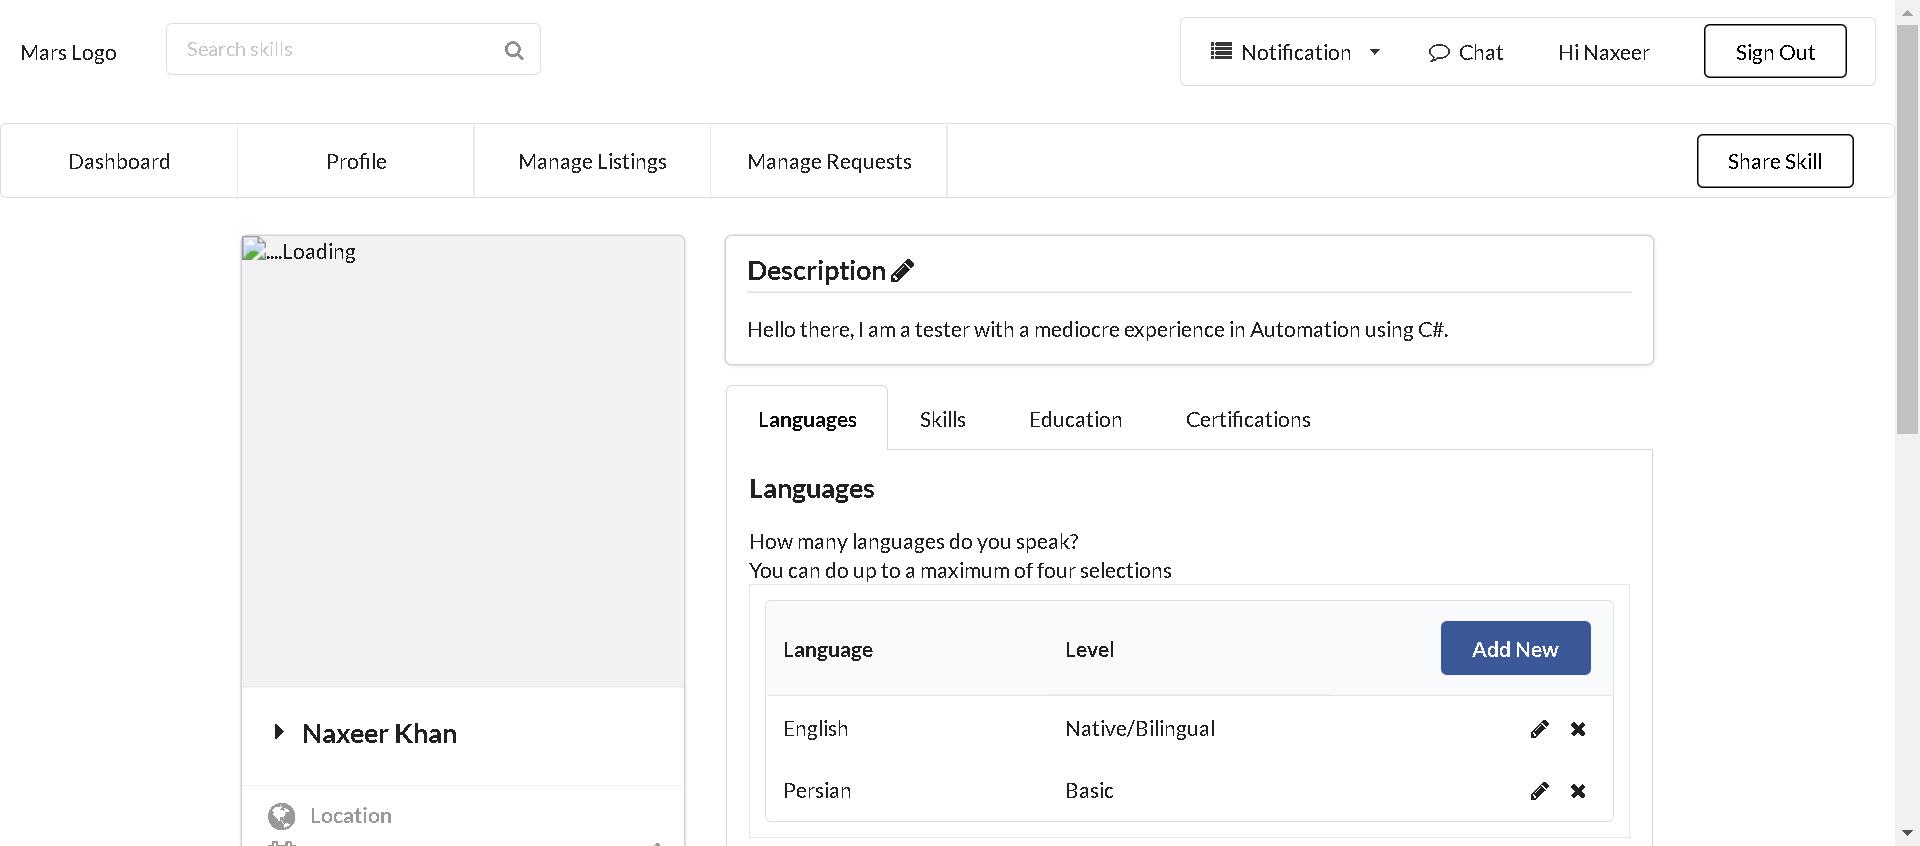 Mars Logo
Search skills
Notification
Chat
Hi Naxeer
Sign Out
Dashboard
Profile
Manage Listings
Manage Requests
Share Skill
....Loading
Naxeer Khan
Location
Description
Hello there, I am a tester with a mediocre experience in Automation using C#.
Languages
Skills
Education
Certifications
Languages
How many languages do you speak?
You can do up to a maximum of four selections
Language Level Add New
English Native/Bilingual
Persian Basic